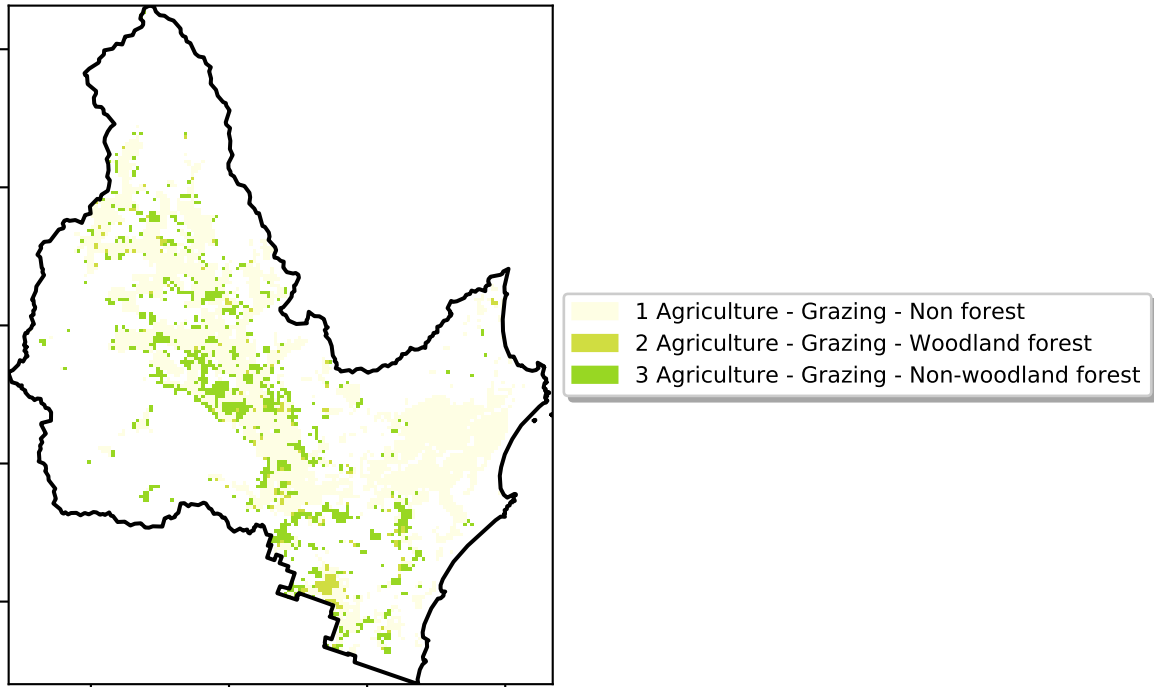 1 Agriculture - Grazing - Non forest
2 Agriculture - Grazing - Woodland forest
3 Agriculture - Grazing - Non-woodland forest